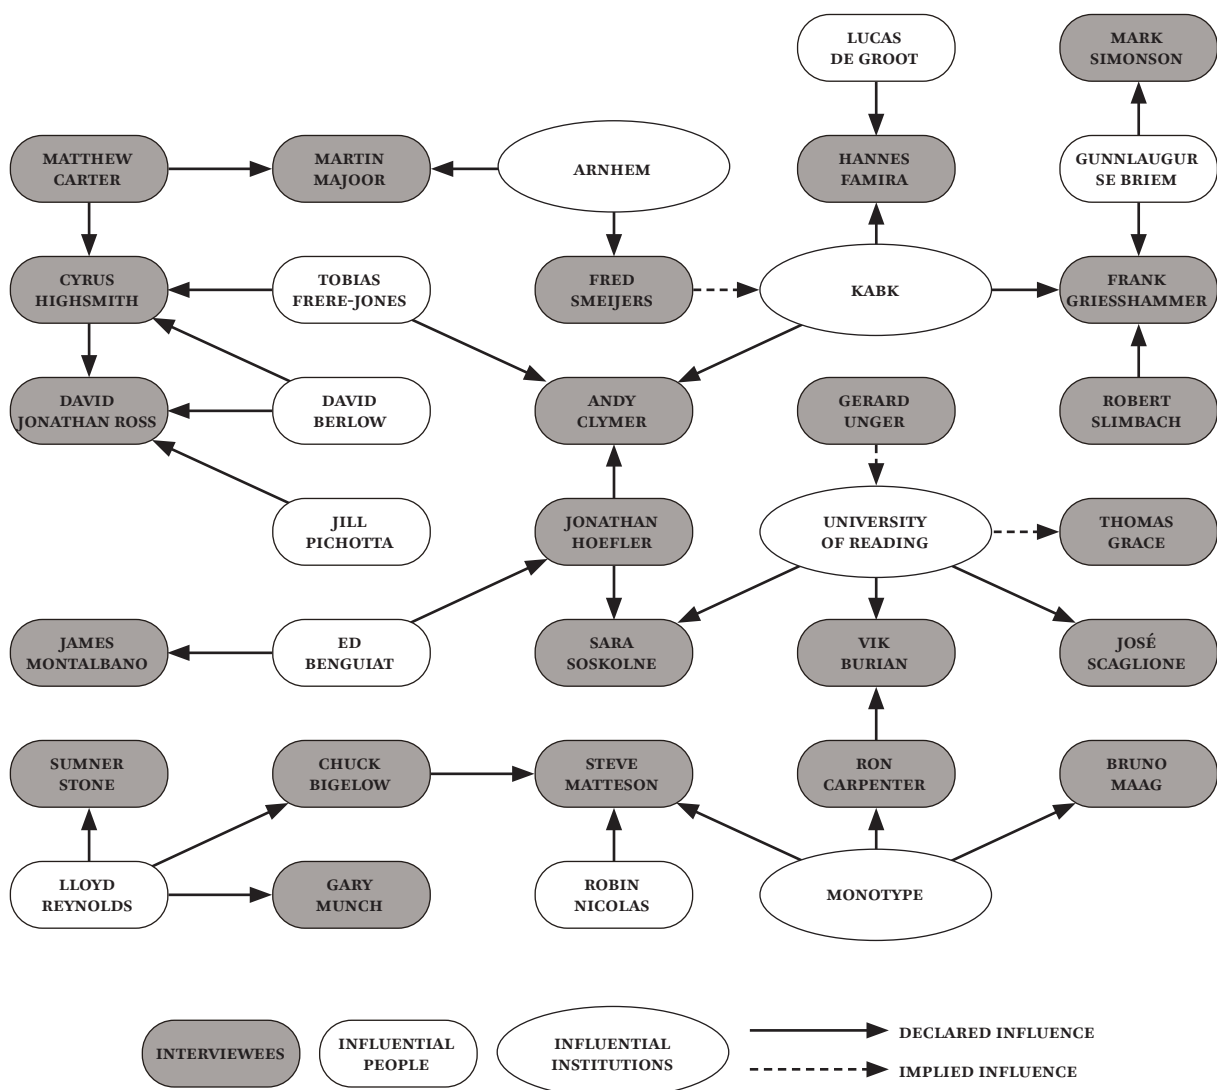 LUCAS
DE GROOT
MARK
SIMONSON
MATTHEW
CARTER
MARTIN
MAJOOR
ARNHEM
HANNES
FAMIRA
GUNNLAUGUR
SE BRIEM
CYRUS
HIGHSMITH
TOBIAS
FRERE-JONES
FRED
SMEIJERS
KABK
FRANK
GRIESSHAMMER
DAVID
JONATHAN ROSS
DAVID
BERLOW
ANDY
CLYMER
GERARD
UNGER
ROBERT
SLIMBACH
JILL
PICHOTTA
JONATHAN
HOEFLER
UNIVERSITY
OF READING
THOMAS
GRACE
JAMES
MONTALBANO
ED
BENGUIAT
SARA
SOSKOLNE
VIK
BURIAN
JOSÉ
SCAGLIONE
SUMNER
STONE
CHUCK
BIGELOW
STEVE
MATTESON
RON
CARPENTER
BRUNO
MAAG
LLOYD
REYNOLDS
GARY
MUNCH
ROBIN
NICOLAS
MONOTYPE
INTERVIEWEES
INFLUENTIAL
PEOPLE
INFLUENTIAL
INSTITUTIONS
DECLARED INFLUENCE
IMPLIED INFLUENCE